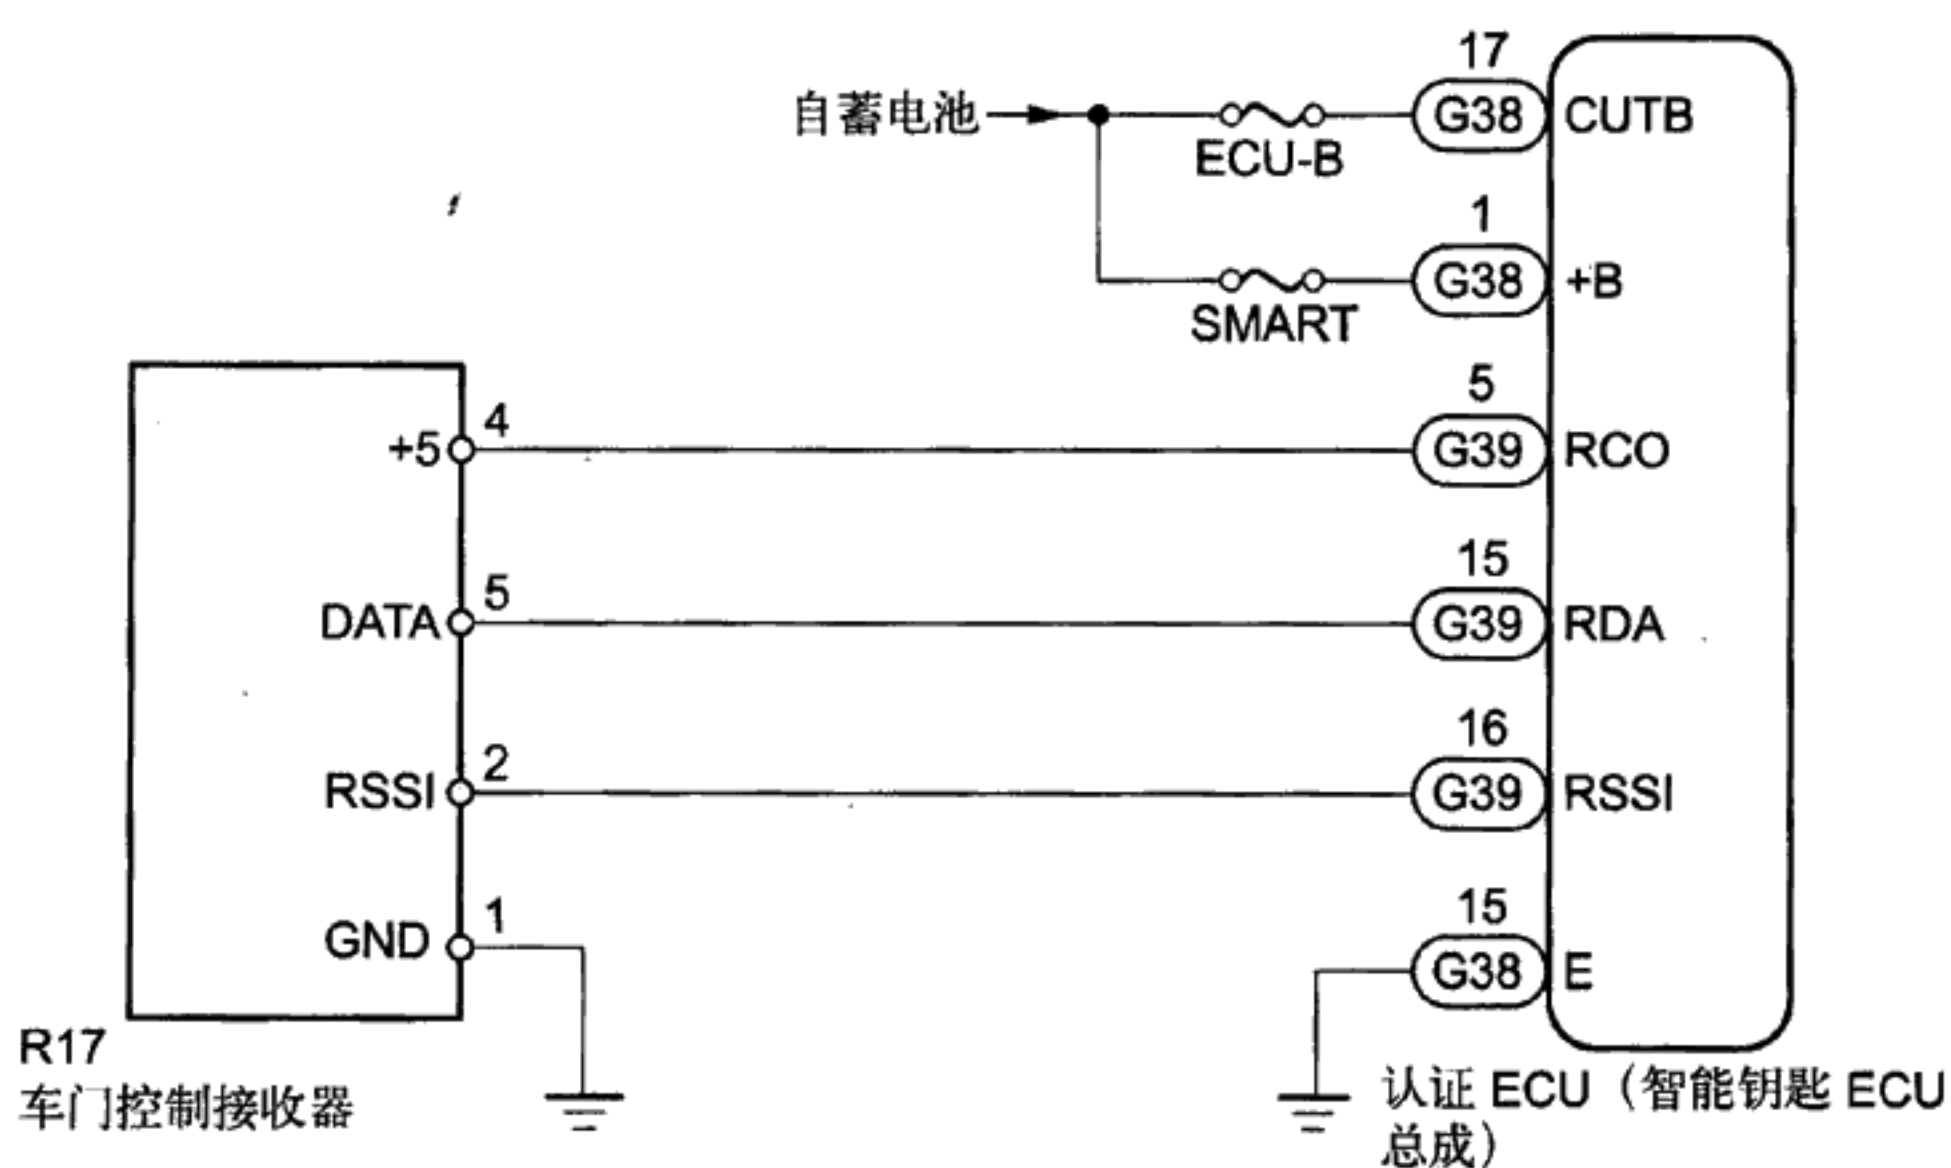 17
自蓄电池
G38 CUTB
ECU-B
1
G38 +B
SMART
5
4
+5
G39 RCO
15
5
DATA
G39 RDA
16
2
RSSI
G39 RSSI
15
1
GND
G38 E
R17
车门控制接收器
认证 ECU（智能钥匙 ECU
总成）